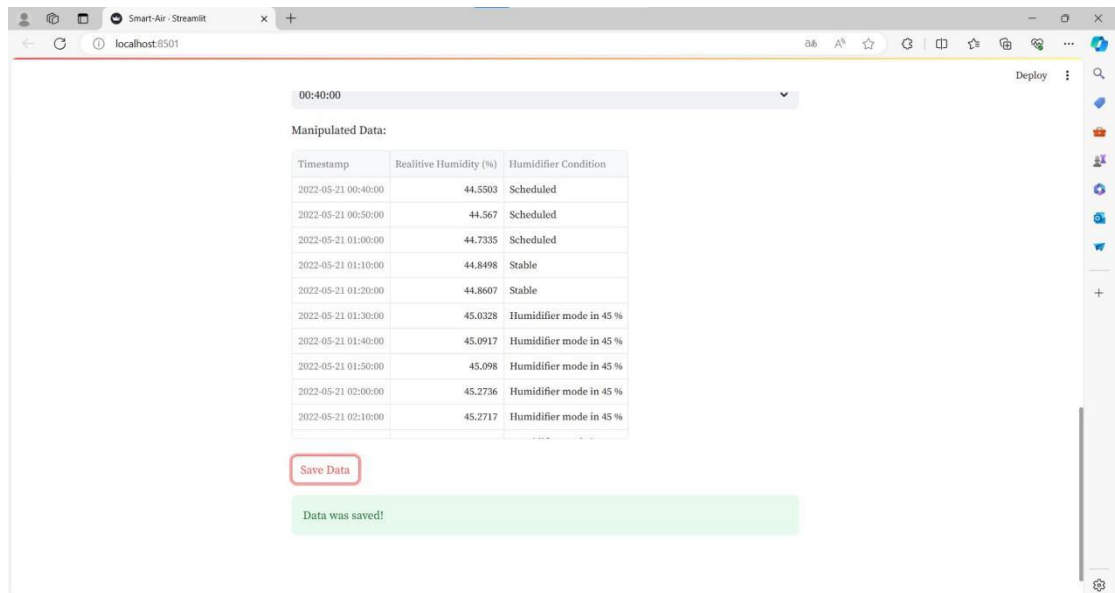 Smart-Air - Streamlit
localhost:8501
Deploy
00:40:00
Manipulated Data:
Timestamp Realitive Humidity (%) Humidifier Condition
2022-05-21 00:40:00 44.5503 Scheduled
2022-05-21 00:50:00 44.567 Scheduled
2022-05-21 01:00:00 44.7335 Scheduled
2022-05-21 01:10:00 44.8498 Stable
2022-05-21 01:20:00 44.8607 Stable
2022-05-21 01:30:00 45.0328 Humidifier mode in 45 %
2022-05-21 01:40:00 45.0917 Humidifier mode in 45 %
2022-05-21 01:50:00 45.098 Humidifier mode in 45 %
2022-05-21 02:00:00 45.2736 Humidifier mode in 45 %
2022-05-21 02:10:00 45.2717 Humidifier mode in 45 %
Save Data
Data was saved!